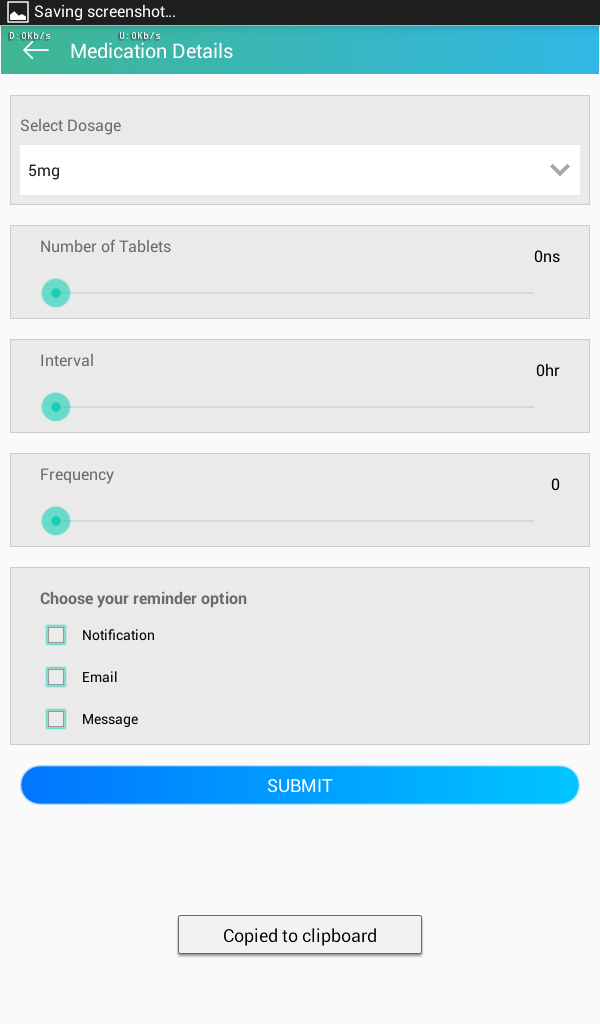 Saving screenshot...
D:0Kb/s U:0Kb/s
Medication Details
Select Dosage
5mg
Number of Tablets
0ns
Interval
0hr
Frequency
0
Choose your reminder option
Notification
Email
Message
SUBMIT
Copied to clipboard